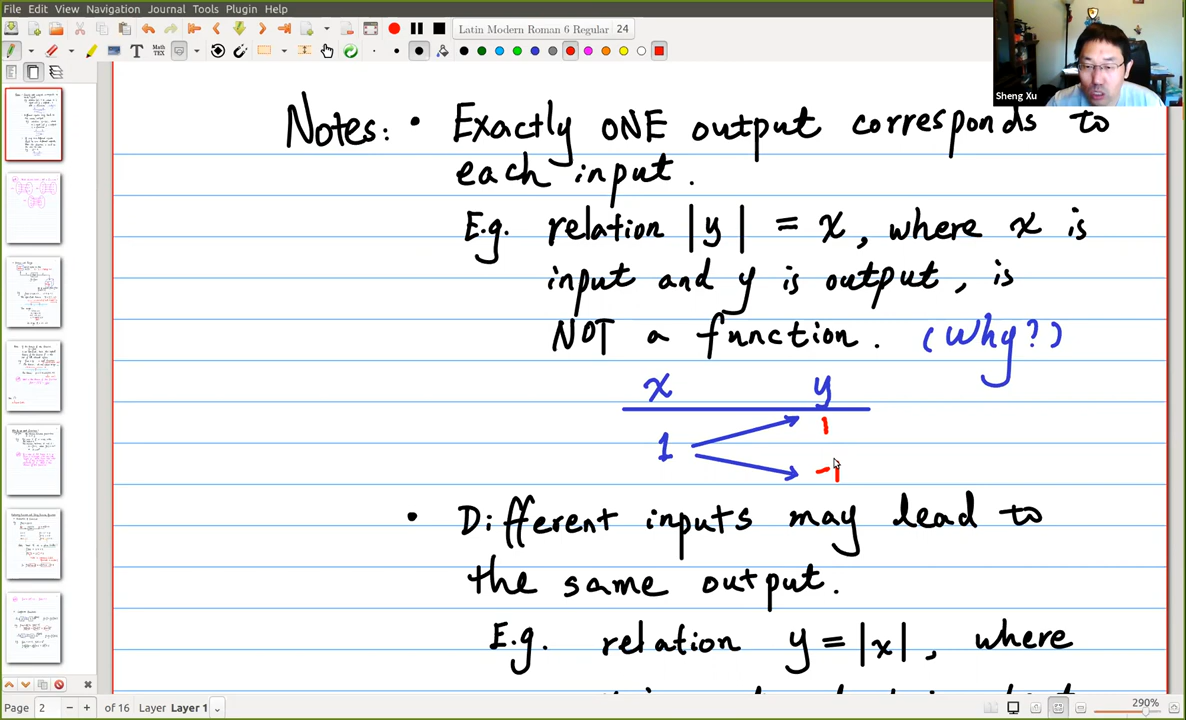 File Edit View Navigation Journal Tools Plugin Help
Latin Modern Roman 6 Regular 24
Sheng Xu
Notes: • Exactly ONE output corresponds to
each input.
E.g. relation |y| = x, where x is
input and y is output, is
NOT a function. (Why?)
x y
1 1
-1
• Different inputs may lead to
the same output.
E.g. relation y = |x|, where
Page 2 of 16 Layer Layer 1 290%